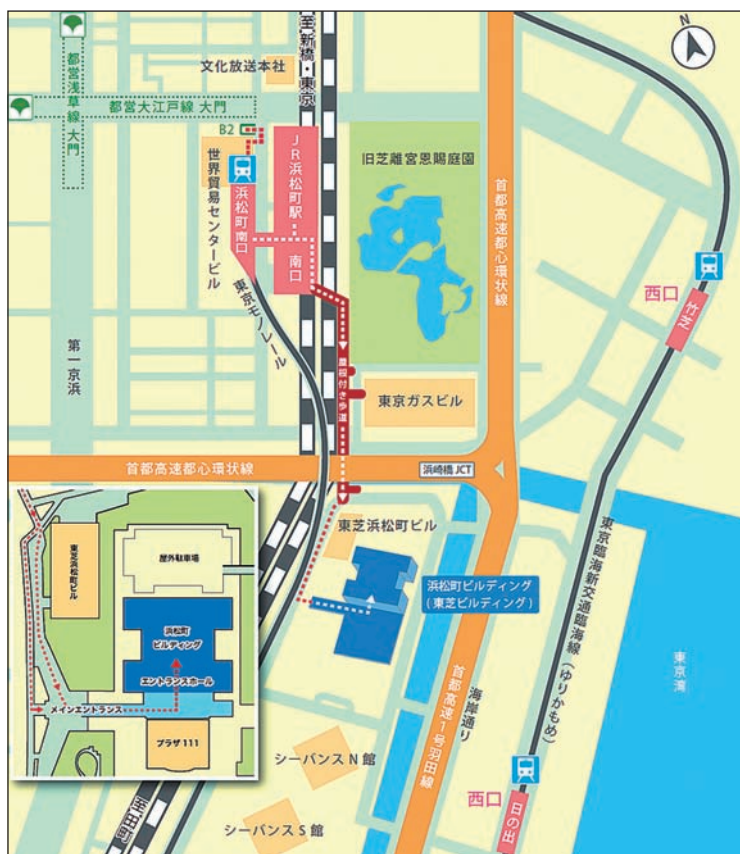 N
至新橋・東京
文化放送本社
都営浅草線 大門
都営大江戸線 大門
B2
世界貿易センタービル
浜松町南口
JR浜松町駅
南口
旧芝離宮恩賜庭園
首都高速都心環状線
西口
竹芝
東京モノレール
第一京浜
屋根付き歩道
東京ガスビル
首都高速都心環状線
浜崎橋 JCT
東芝浜松町ビル
浜松町ビルディング
(東芝ビルディング)
東京臨海新交通臨海線(ゆりかもめ)
東京湾
海岸通り
首都高速1号羽田線
東芝浜松町ビル
屋外駐車場
浜松町
ビルディング
エントランスホール
メインエントランス
プラザ 111
シーバンス N 館
シーバンス S 館
至田町
西口
日の出